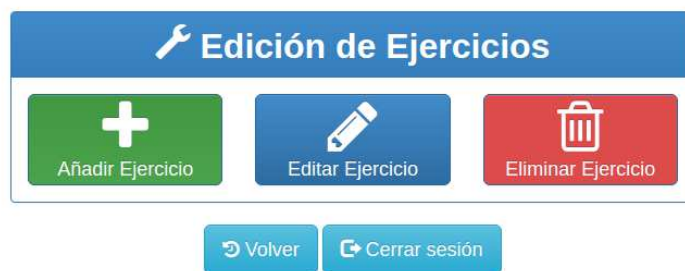 Edición de Ejercicios
Añadir Ejercicio
Editar Ejercicio
Eliminar Ejercicio
Volver
Cerrar sesión